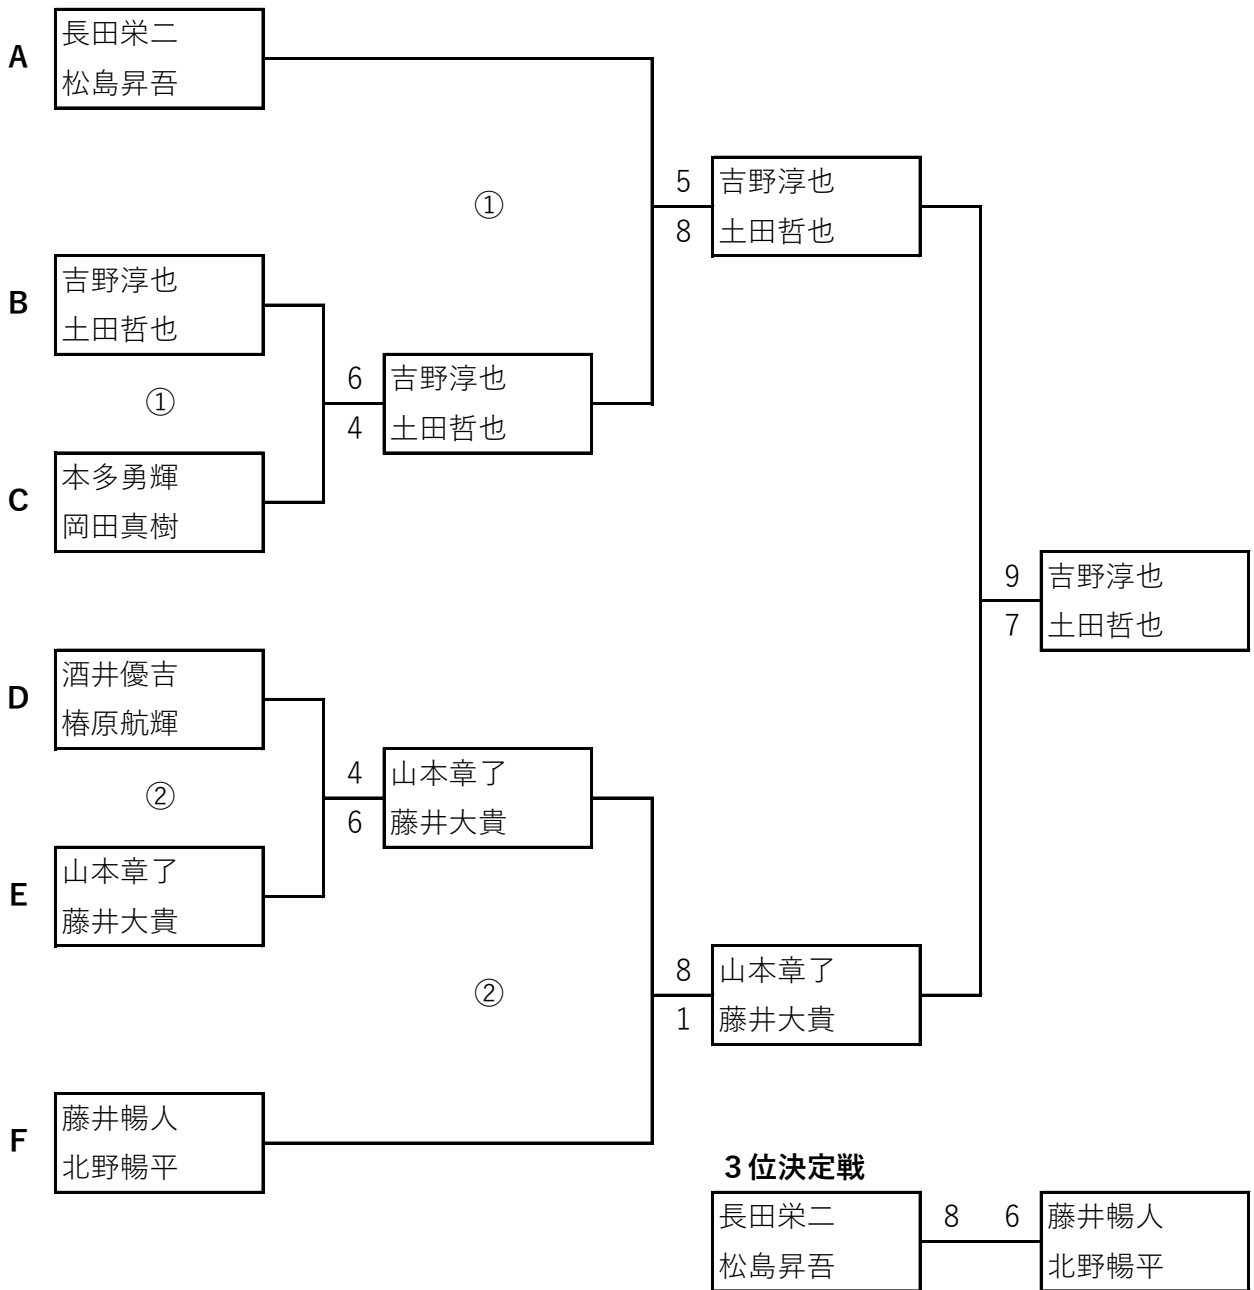 A
長田栄二
松島昇吾
①
5
8
吉野淳也
土田哲也
B
吉野淳也
土田哲也
①
6
4
吉野淳也
土田哲也
C
本多勇輝
岡田真樹
9
7
吉野淳也
土田哲也
D
酒井優吉
椿原航輝
②
4
6
山本章了
藤井大貴
E
山本章了
藤井大貴
②
8
1
山本章了
藤井大貴
F
藤井暢人
北野暢平
３位決定戦
長田栄二
松島昇吾
8 6
藤井暢人
北野暢平